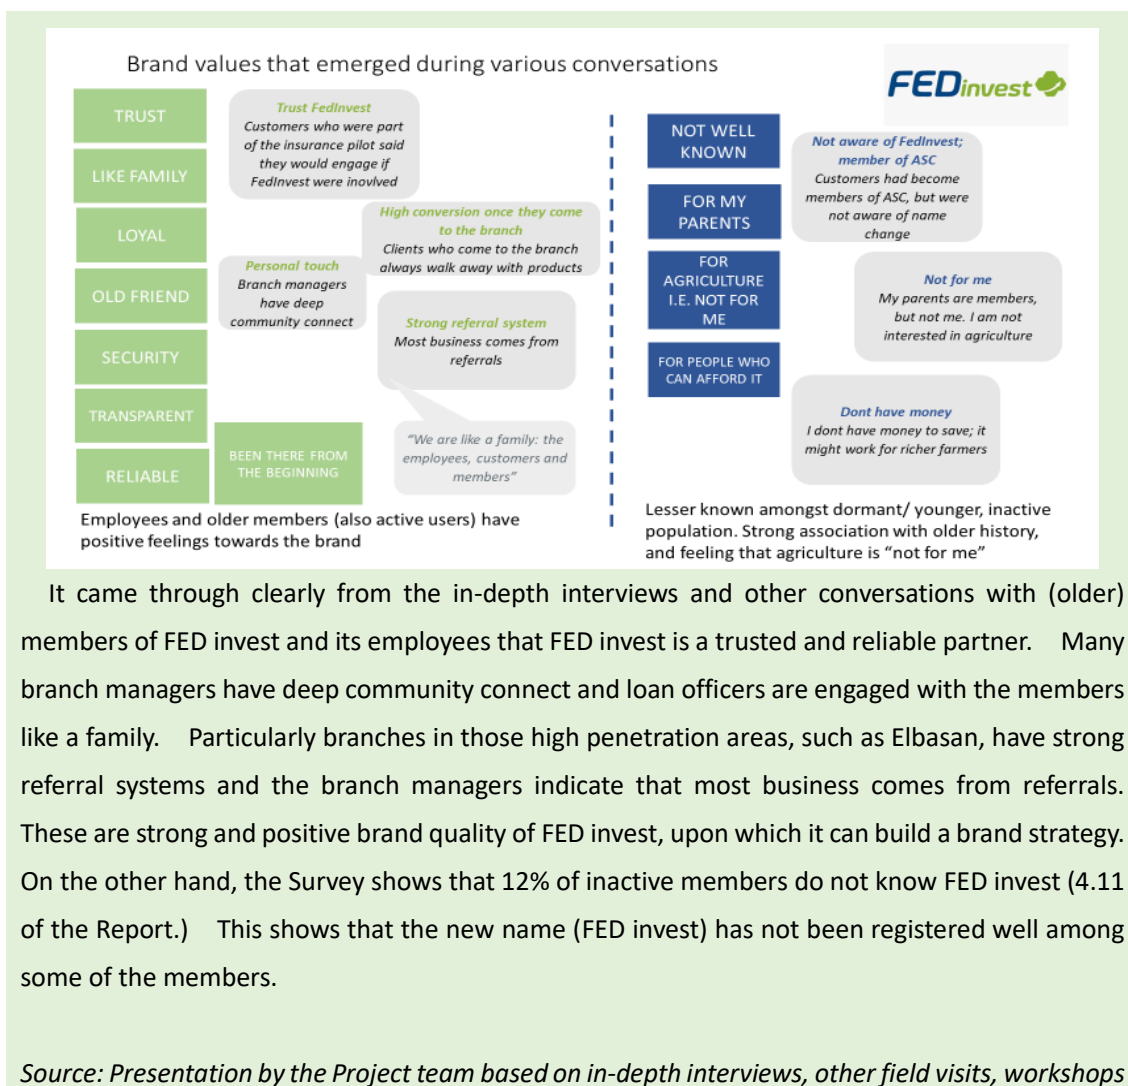 Brand values that emerged during various conversations
FEDinvest
TRUST
LIKE FAMILY
LOYAL
OLD FRIEND
SECURITY
TRANSPARENT
RELIABLE
BEEN THERE FROM
THE BEGINNING
Trust FedInvest
Customers who were part
of the insurance pilot said
they would engage if
FedInvest were inovlved
High conversion once they come
to the branch
Clients who come to the branch
always walk away with products
Personal touch
Branch managers
have deep
community connect
Strong referral system
Most business comes from
referrals
“We are like a family: the
employees, customers and
members”
Employees and older members (also active users) have
positive feelings towards the brand
NOT WELL
KNOWN
FOR MY
PARENTS
FOR
AGRICULTURE
I.E. NOT FOR
ME
FOR PEOPLE WHO
CAN AFFORD IT
Not aware of FedInvest;
member of ASC
Customers had become
members of ASC, but were
not aware of name
change
Not for me
My parents are members,
but not me. I am not
interested in agriculture
Dont have money
I dont have money to save; it
might work for richer farmers
Lesser known amongst dormant/ younger, inactive
population. Strong association with older history,
and feeling that agriculture is “not for me”
It came through clearly from the in-depth interviews and other conversations with (older)
members of FED invest and its employees that FED invest is a trusted and reliable partner. Many
branch managers have deep community connect and loan officers are engaged with the members
like a family. Particularly branches in those high penetration areas, such as Elbasan, have strong
referral systems and the branch managers indicate that most business comes from referrals.
These are strong and positive brand quality of FED invest, upon which it can build a brand strategy.
On the other hand, the Survey shows that 12% of inactive members do not know FED invest (4.11
of the Report.) This shows that the new name (FED invest) has not been registered well among
some of the members.
Source: Presentation by the Project team based on in-depth interviews, other field visits, workshops